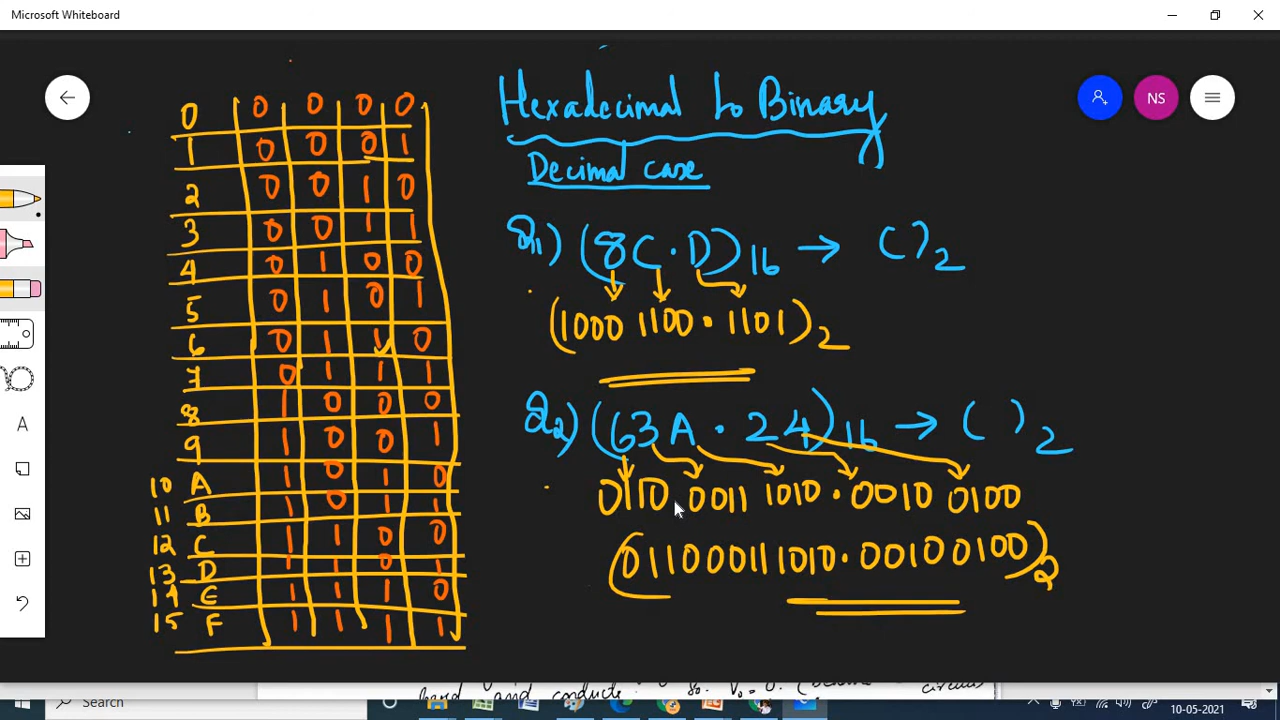 Microsoft Whiteboard
NS
Hexadecimal to Binary
Decimal case
Q1) (8C.D)16 → ( )2
(1000 1100.1101)2
Q2) (63A.24)16 → ( )2
0110 0011 1010.0010 0100
(011000111010.00100100)2
0 0 0 0 0
1 0 0 0 1
2 0 0 1 0
3 0 0 1 1
4 0 1 0 0
5 0 1 0 1
6 0 1 1 0
7 0 1 1 1
8 1 0 0 0
9 1 0 0 1
10 A 1 0 1 0
11 B 1 0 1 1
12 C 1 1 0 0
13 D 1 1 0 1
14 E 1 1 1 0
15 F 1 1 1 1
hard and conducts
circuit
Search
10-05-2021